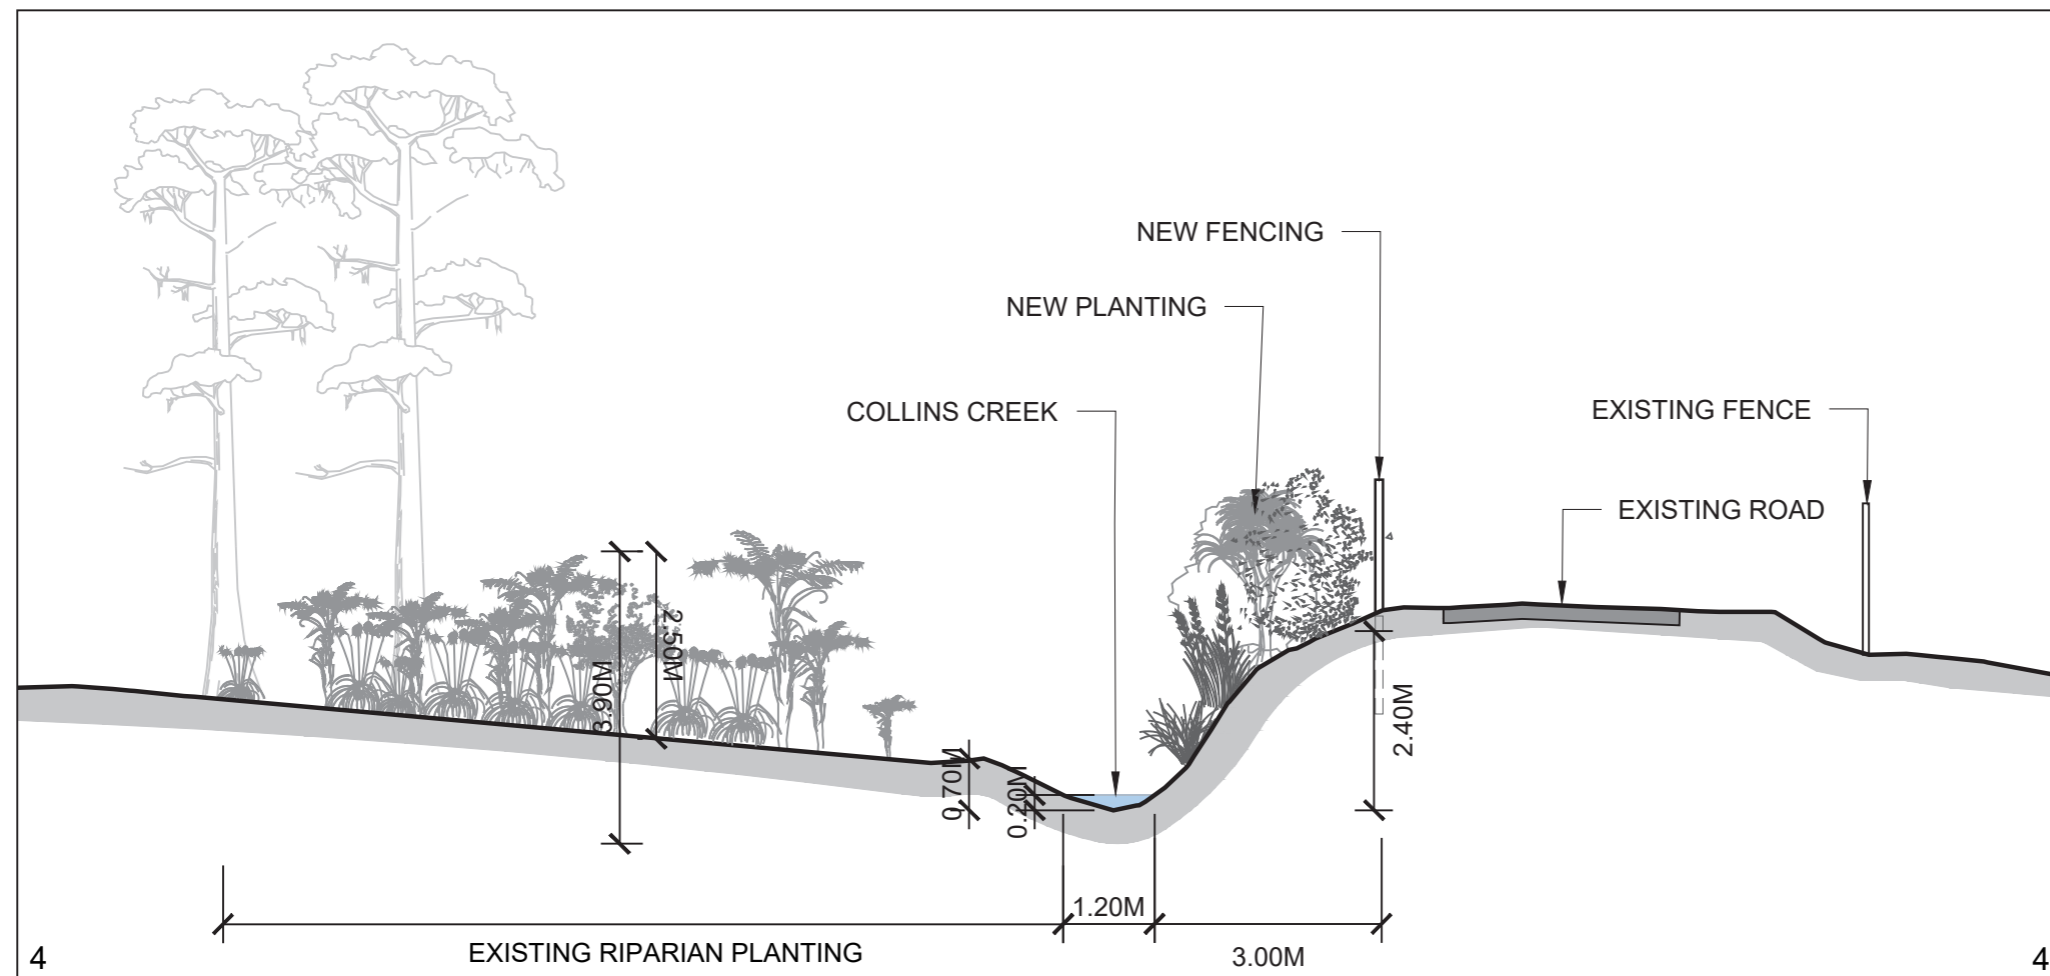 NEW FENCING
NEW PLANTING
COLLINS CREEK
EXISTING FENCE
EXISTING ROAD
2.50M
3.90M
2.40M
0.70M
0.20M
1.20M
EXISTING RIPARIAN PLANTING
3.00M
4
4